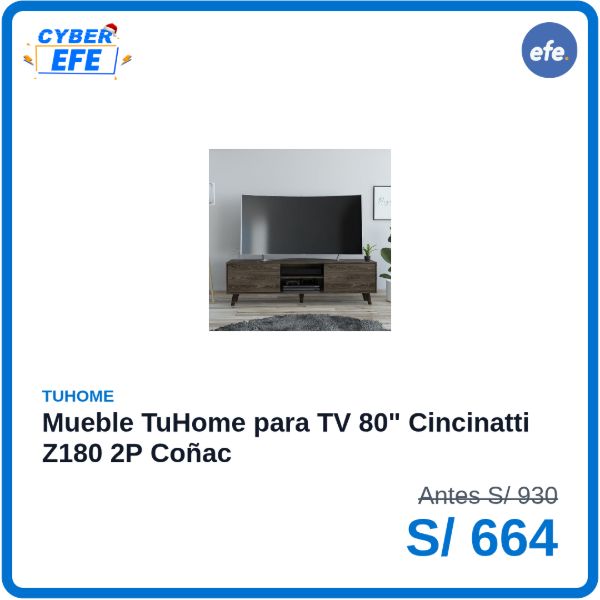 CYBER
EFE
efe.
TUHOME
Mueble TuHome para TV 80" Cincinatti
Z180 2P Coñac
Antes S/ 930
S/ 664